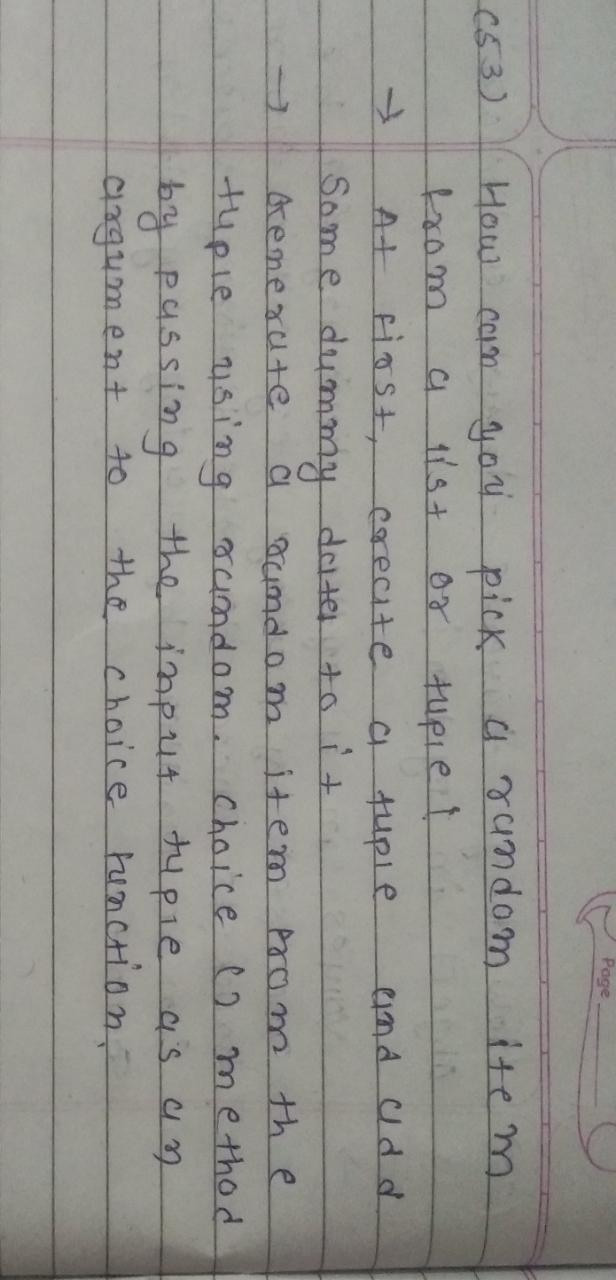 Page
(53) How can you pick a random item
from a list or tuple!
→ At first, create a tuple and add
Some dummy dates to it
→ Generate a random item from the
tuple using random. choice () method
by passing the input tuple as an
argument to the choice function.